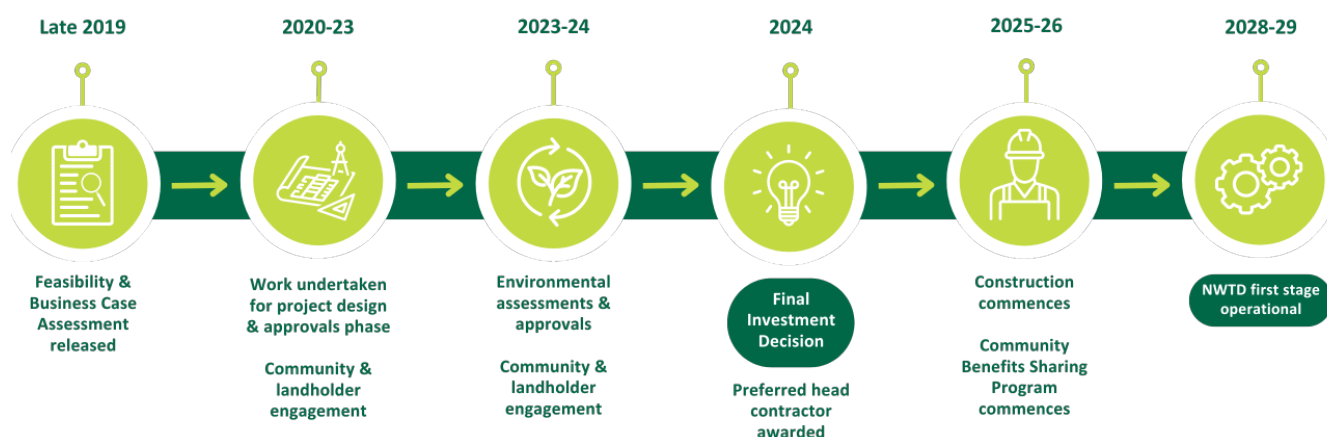 Late 2019
2020-23
2023-24
2024
2025-26
2028-29
Feasibility &
Business Case
Assessment
released
Work undertaken
for project design
& approvals phase
Community &
landholder
engagement
Environmental
assessments &
approvals
Community &
landholder
engagement
Final
Investment
Decision
Preferred head
contractor
awarded
Construction
commences
Community
Benefits Sharing
Program
commences
NWTD first stage
operational